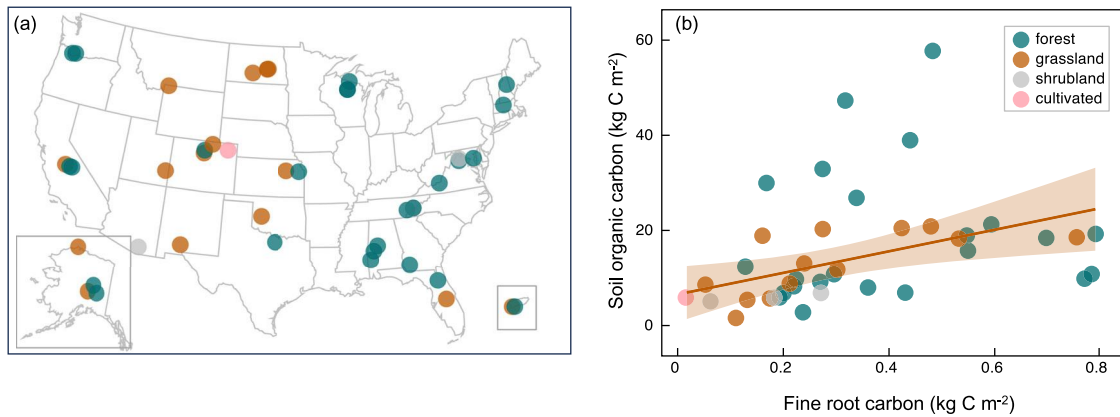 (a)
(b)
Soil organic carbon (kg C m-2)
60
40
20
0
forest
grassland
shrubland
cultivated
0
0.2
0.4
0.6
0.8
Fine root carbon (kg C m-2)